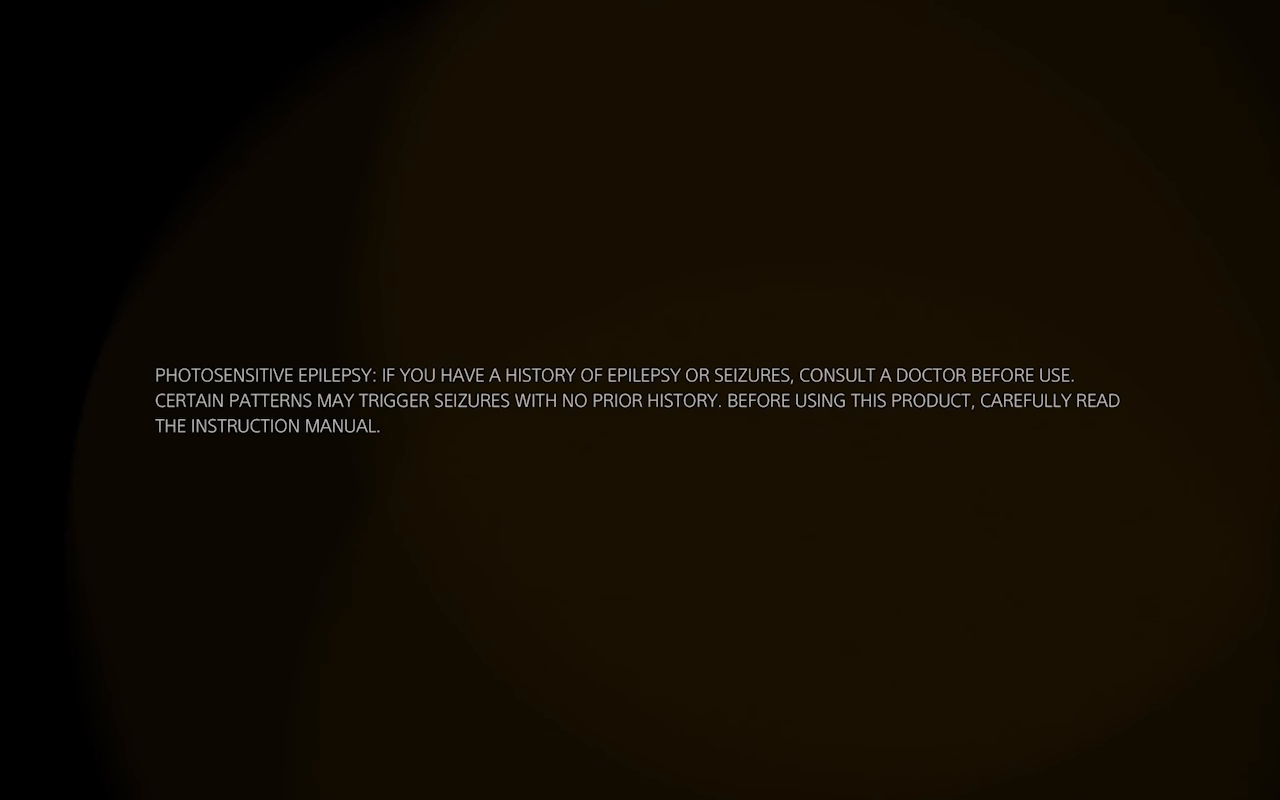 PHOTOSENSITIVE EPILEPSY: IF YOU HAVE A HISTORY OF EPILEPSY OR SEIZURES, CONSULT A DOCTOR BEFORE USE.
CERTAIN PATTERNS MAY TRIGGER SEIZURES WITH NO PRIOR HISTORY. BEFORE USING THIS PRODUCT, CAREFULLY READ
THE INSTRUCTION MANUAL.